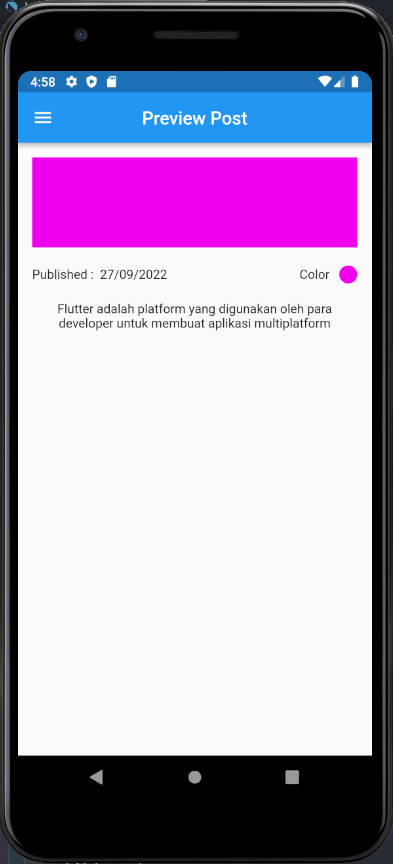 4:58
Preview Post
Published : 27/09/2022
Color
Flutter adalah platform yang digunakan oleh para
developer untuk membuat aplikasi multiplatform